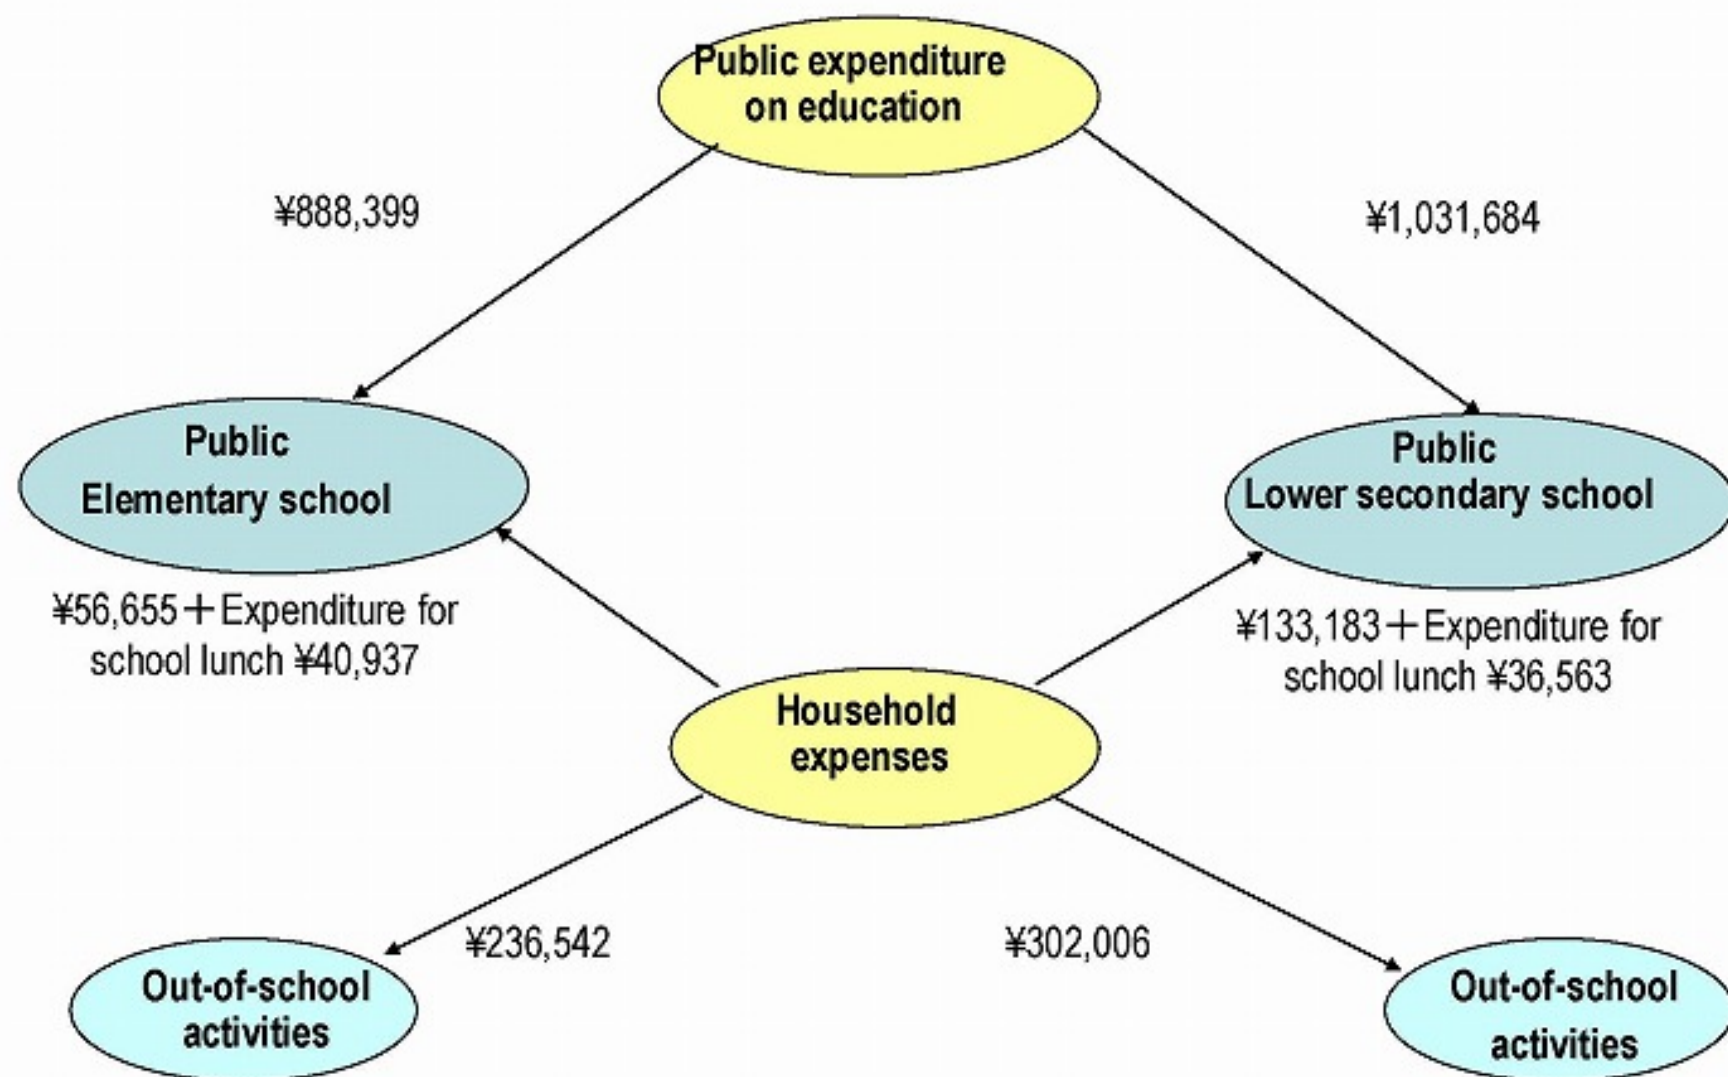 Public expenditure
on education
¥888,399
¥1,031,684
Public
Elementary school
Public
Lower secondary school
¥56,655＋Expenditure for
school lunch ¥40,937
¥133,183＋Expenditure for
school lunch ¥36,563
Household
expenses
¥236,542
¥302,006
Out-of-school
activities
Out-of-school
activities